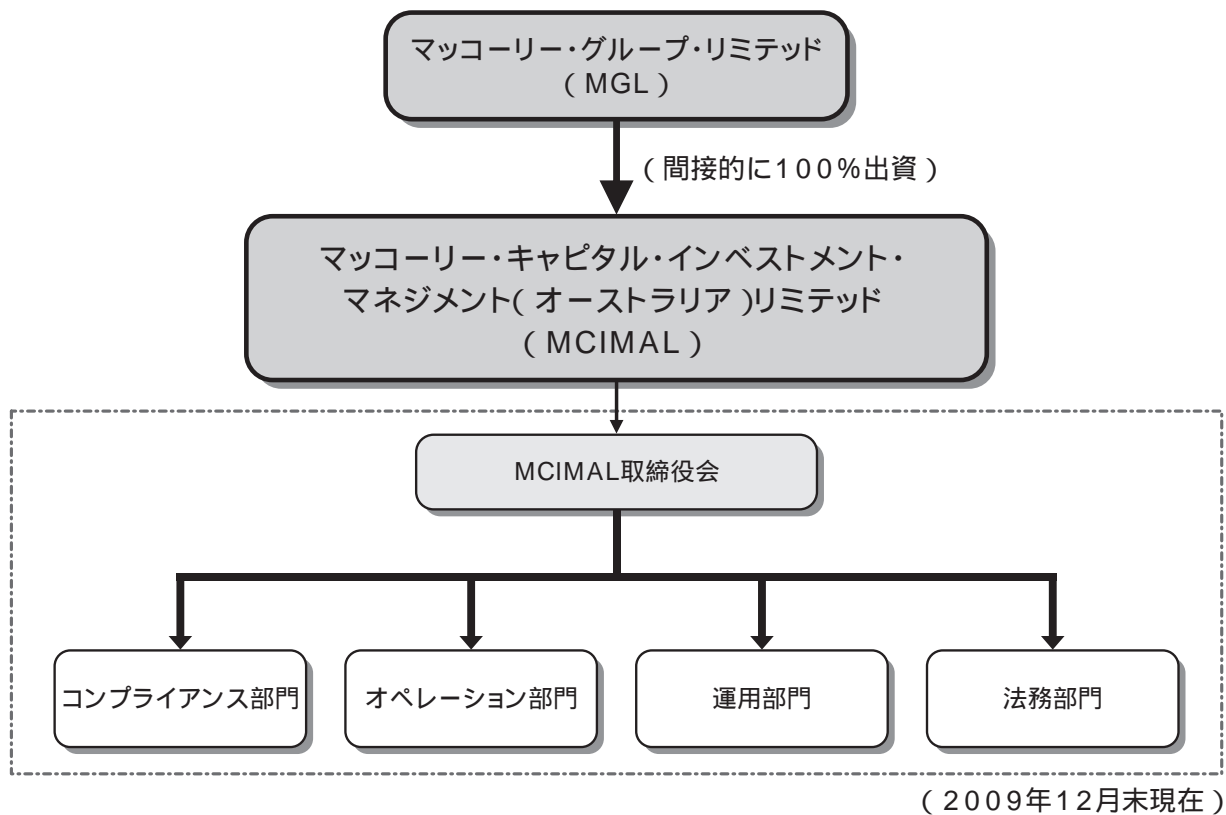 マッコーリー・グループ・リミテッド
（MGL）
（間接的に100%出資）
マッコーリー・キャピタル・インベストメント・
マネジメント（オーストラリア）リミテッド
（MCIMAL）
MCIMAL取締役会
コンプライアンス部門
オペレーション部門
運用部門
法務部門
（2009年12月末現在）